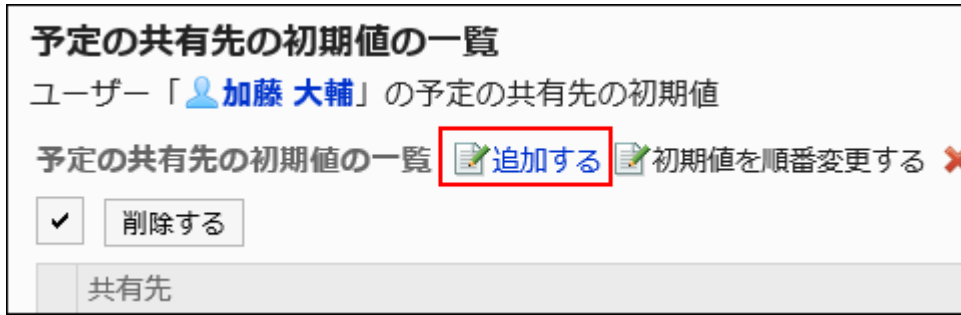 予定の共有先の初期値の一覧
ユーザー「加藤 大輔」の予定の共有先の初期値
予定の共有先の初期値の一覧 追加する 初期値を順番変更する
削除する
共有先